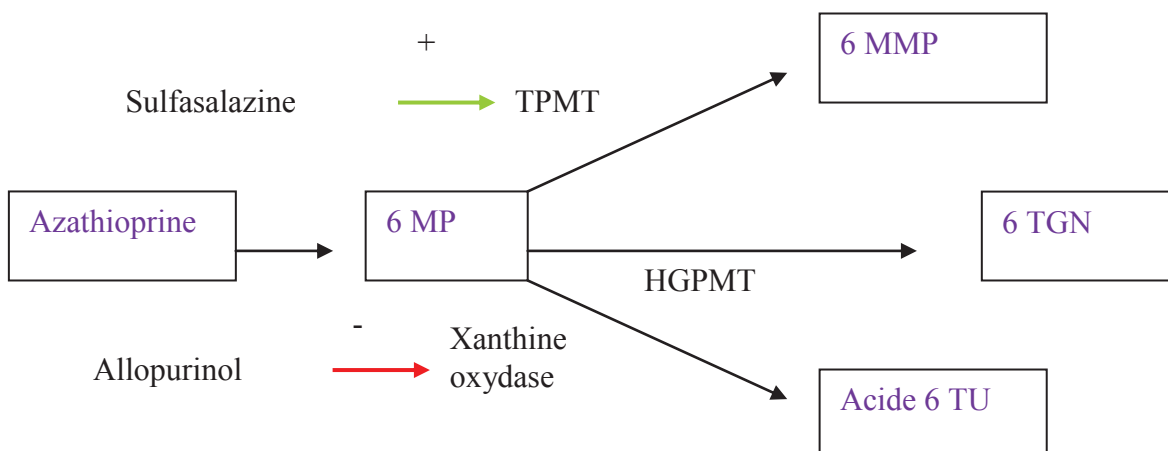 +
6 MMP
Sulfasalazine
TPMT
Azathioprine
6 MP
6 TGN
HGPMT
-
Allopurinol
Xanthine
oxydase
Acide 6 TU